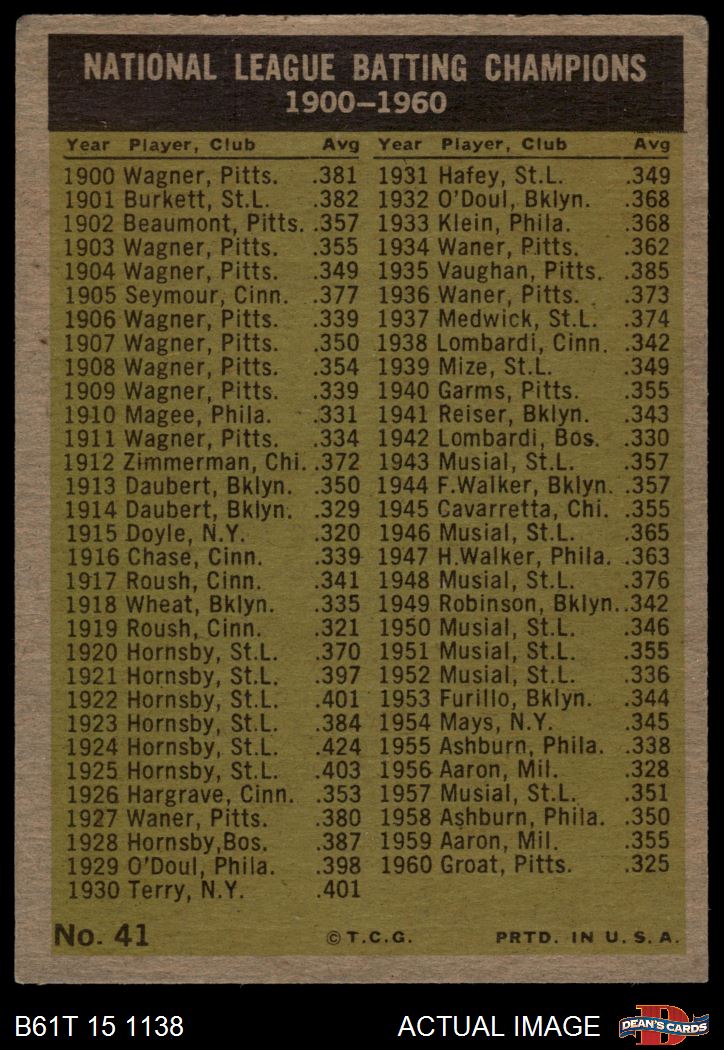 NATIONAL LEAGUE BATTING CHAMPIONS
1900–1960
Year Player, Club Avg
1900 Wagner, Pitts. .381
1901 Burkett, St.L. .382
1902 Beaumont, Pitts. .357
1903 Wagner, Pitts. .355
1904 Wagner, Pitts. .349
1905 Seymour, Cinn. .377
1906 Wagner, Pitts. .339
1907 Wagner, Pitts. .350
1908 Wagner, Pitts. .354
1909 Wagner, Pitts. .339
1910 Magee, Phila. .331
1911 Wagner, Pitts. .334
1912 Zimmerman, Chi. .372
1913 Daubert, Bklyn. .350
1914 Daubert, Bklyn. .329
1915 Doyle, N.Y. .320
1916 Chase, Cinn. .339
1917 Roush, Cinn. .341
1918 Wheat, Bklyn. .335
1919 Roush, Cinn. .321
1920 Hornsby, St.L. .370
1921 Hornsby, St.L. .397
1922 Hornsby, St.L. .401
1923 Hornsby, St.L. .384
1924 Hornsby, St.L. .424
1925 Hornsby, St.L. .403
1926 Hargrave, Cinn. .353
1927 Waner, Pitts. .380
1928 Hornsby,Bos. .387
1929 O'Doul, Phila. .398
1930 Terry, N.Y. .401
Year Player, Club Avg
1931 Hafey, St.L. .349
1932 O'Doul, Bklyn. .368
1933 Klein, Phila. .368
1934 Waner, Pitts. .362
1935 Vaughan, Pitts. .385
1936 Waner, Pitts. .373
1937 Medwick, St.L. .374
1938 Lombardi, Cinn. .342
1939 Mize, St.L. .349
1940 Garms, Pitts. .355
1941 Reiser, Bklyn. .343
1942 Lombardi, Bos. .330
1943 Musial, St.L. .357
1944 F.Walker, Bklyn. .357
1945 Cavarretta, Chi. .355
1946 Musial, St.L. .365
1947 H.Walker, Phila. .363
1948 Musial, St.L. .376
1949 Robinson, Bklyn. .342
1950 Musial, St.L. .346
1951 Musial, St.L. .355
1952 Musial, St.L. .336
1953 Furillo, Bklyn. .344
1954 Mays, N.Y. .345
1955 Ashburn, Phila. .338
1956 Aaron, Mil. .328
1957 Musial, St.L. .351
1958 Ashburn, Phila. .350
1959 Aaron, Mil. .355
1960 Groat, Pitts. .325
No. 41 © T.C.G. PRTD. IN U.S.A.
B61T 15 1138 ACTUAL IMAGE DEAN'S CARDS